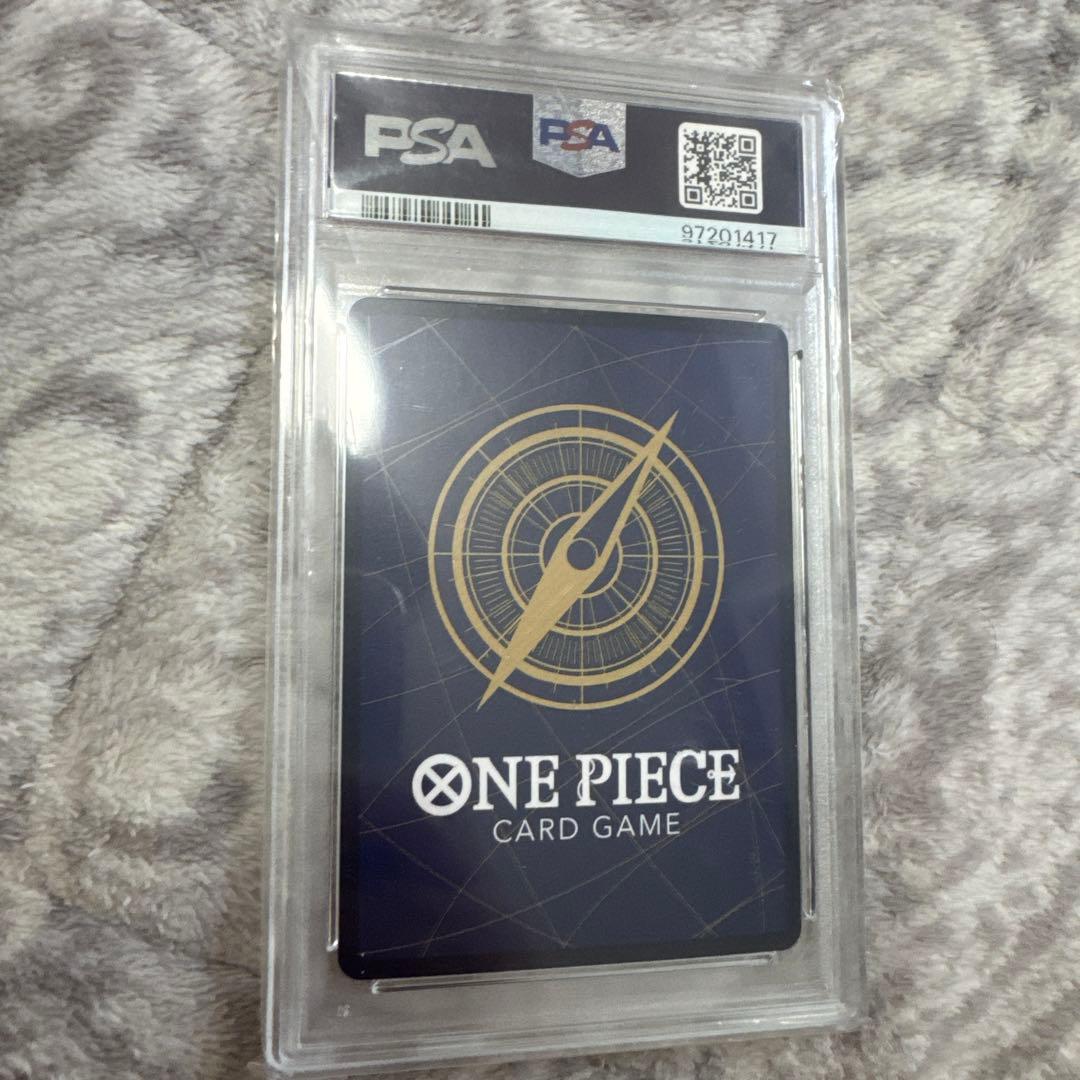 PSA
PSA
97201417
ONE PIECE
CARD GAME